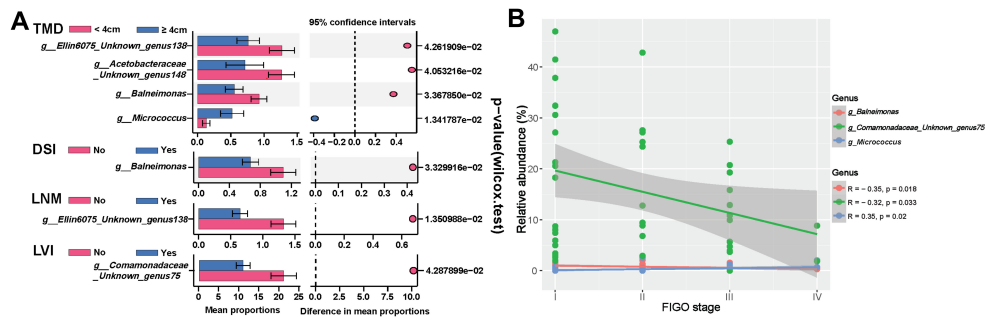 A
TMD < 4cm ≥ 4cm
95% confidence intervals
g__Ellin6075_Unknown_genus138
4.261909e−02
g__Acetobacteraceae
_Unknown_genus148
4.053216e−02
g__Balneimonas
3.367850e−02
g__Micrococcus
1.341787e−02
0.0 0.5 1.0 1.5
−0.4 0.0 0.4
DSI No Yes
g__Balneimonas
3.329916e−02
0.0 0.4 0.8 1.2
0.0 0.1 0.2 0.3 0.4
LNM No Yes
g__Ellin6075_Unknown_genus138
1.350988e−02
0.0 0.5 1.0 1.5
0.0 0.2 0.4 0.6
LVI No Yes
g__Comamonadaceae
_Unknown_genus75
4.287899e−02
0 5 10 15 20 25
0.0 2.5 5.0 7.5 10.0
Mean proportions
Diference in mean proportions
p-value(wilcox.test)
B
Relative abundance (%)
40
30
20
10
0
I II III IV
FIGO stage
Genus
g_Balneimonas
g_Comamonadaceae_Unknown_genus75
g_Micrococcus
Genus
R = − 0.35, p = 0.018
R = − 0.32, p = 0.033
R = 0.35, p = 0.02